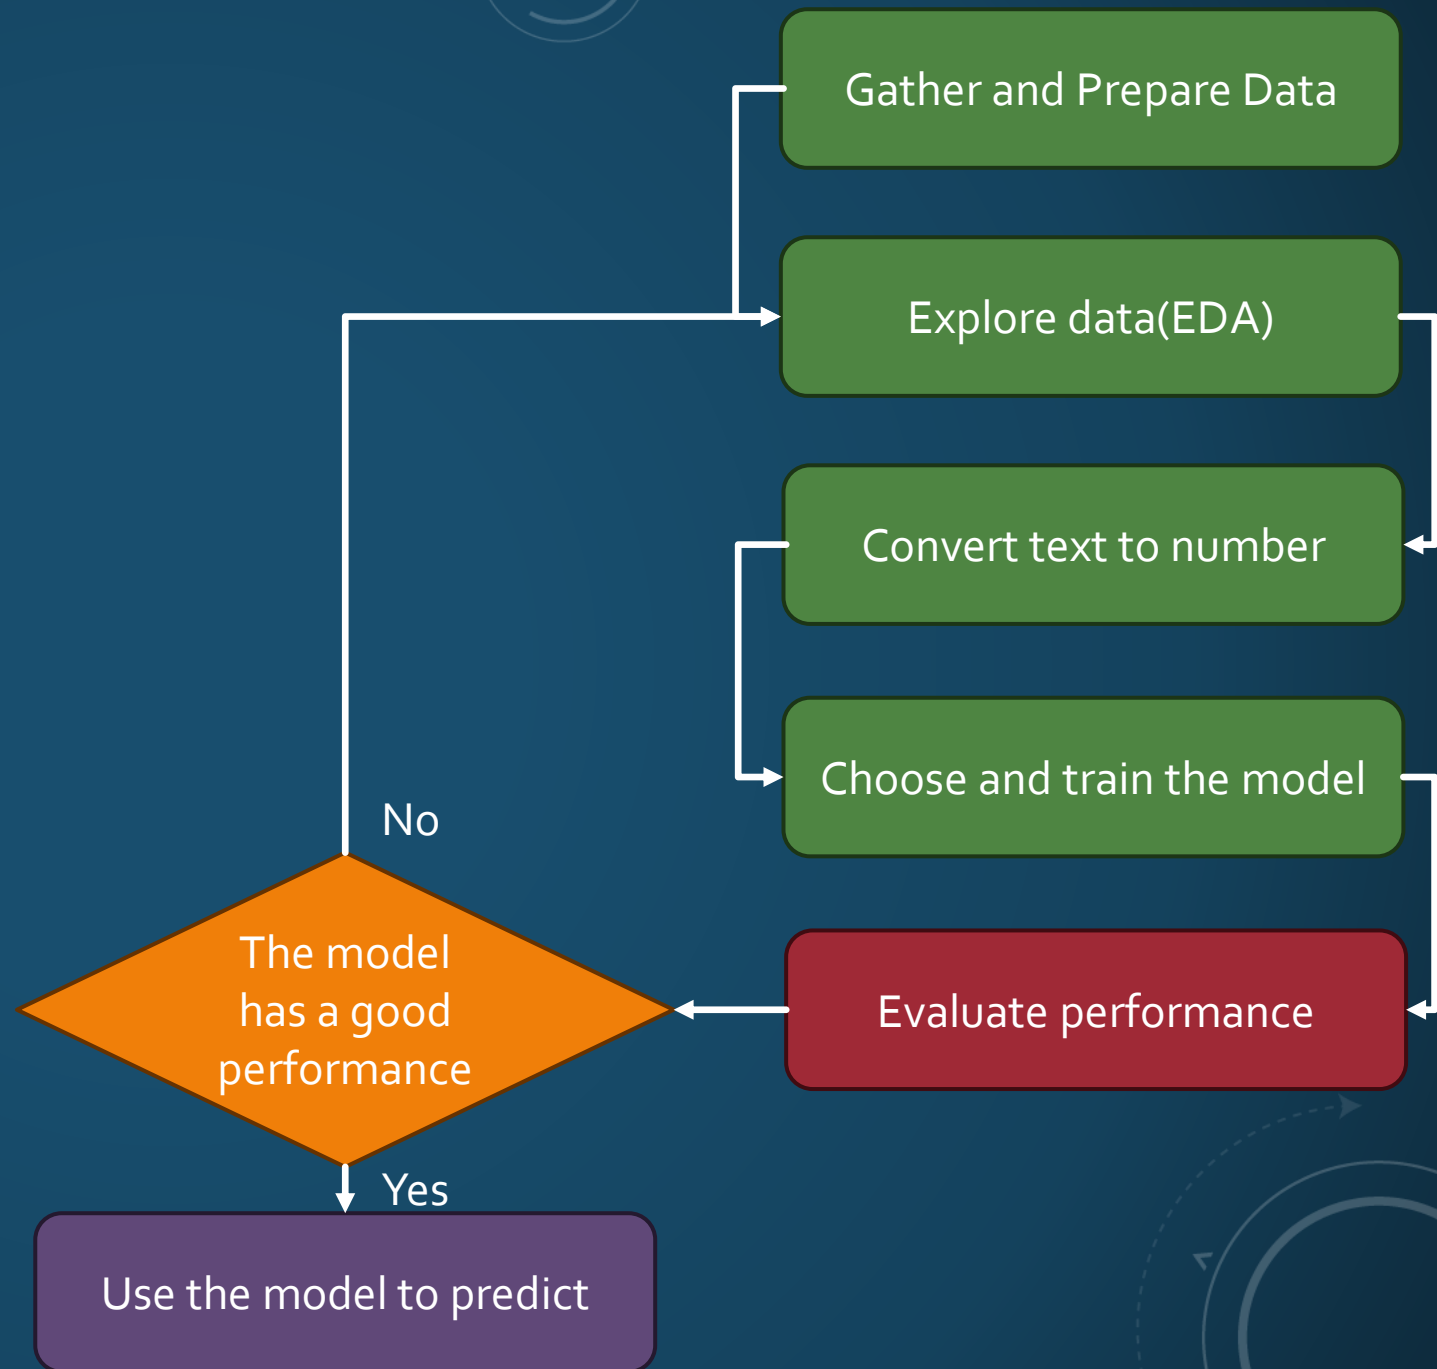 Gather and Prepare Data
Explore data(EDA)
Convert text to number
Choose and train the model
No
The model
has a good
performance
Evaluate performance
Yes
Use the model to predict